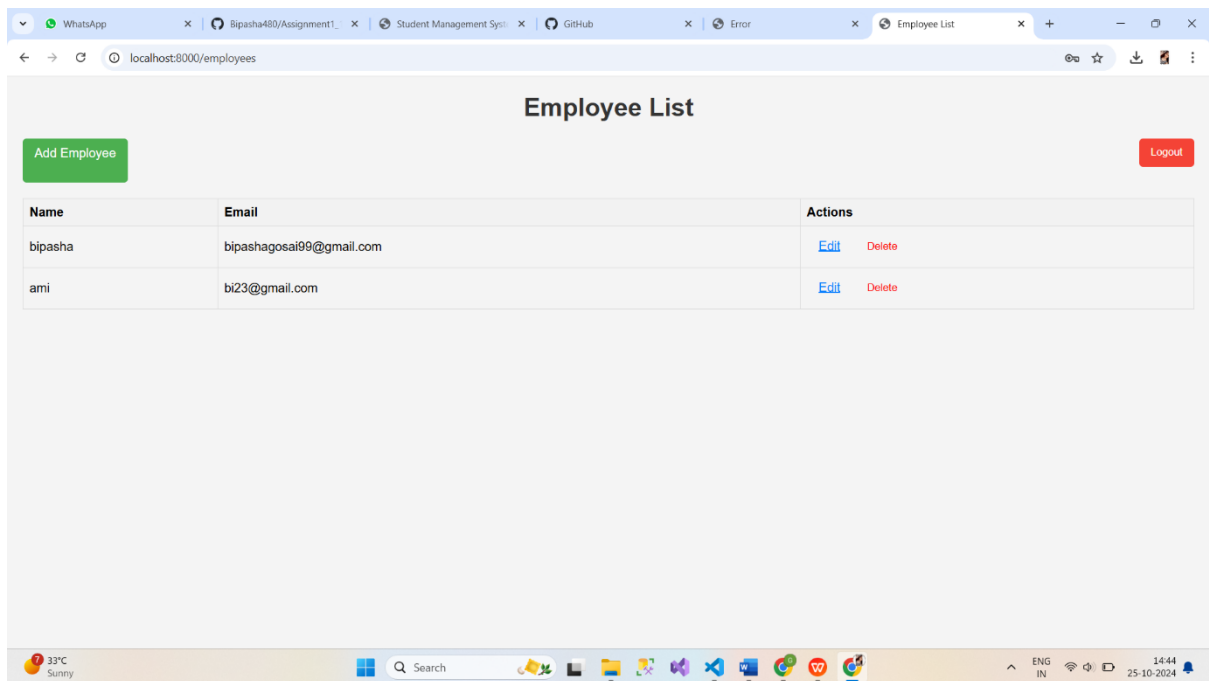 WhatsApp
Bipasha480/Assignment1_
Student Management Syst
GitHub
Error
Employee List
localhost:8000/employees
Employee List
Add Employee
Logout
Name Email Actions
bipasha bipashagosai99@gmail.com Edit Delete
ami bi23@gmail.com Edit Delete
7
33°C
Sunny
Search
ENG
IN
14:44
25-10-2024